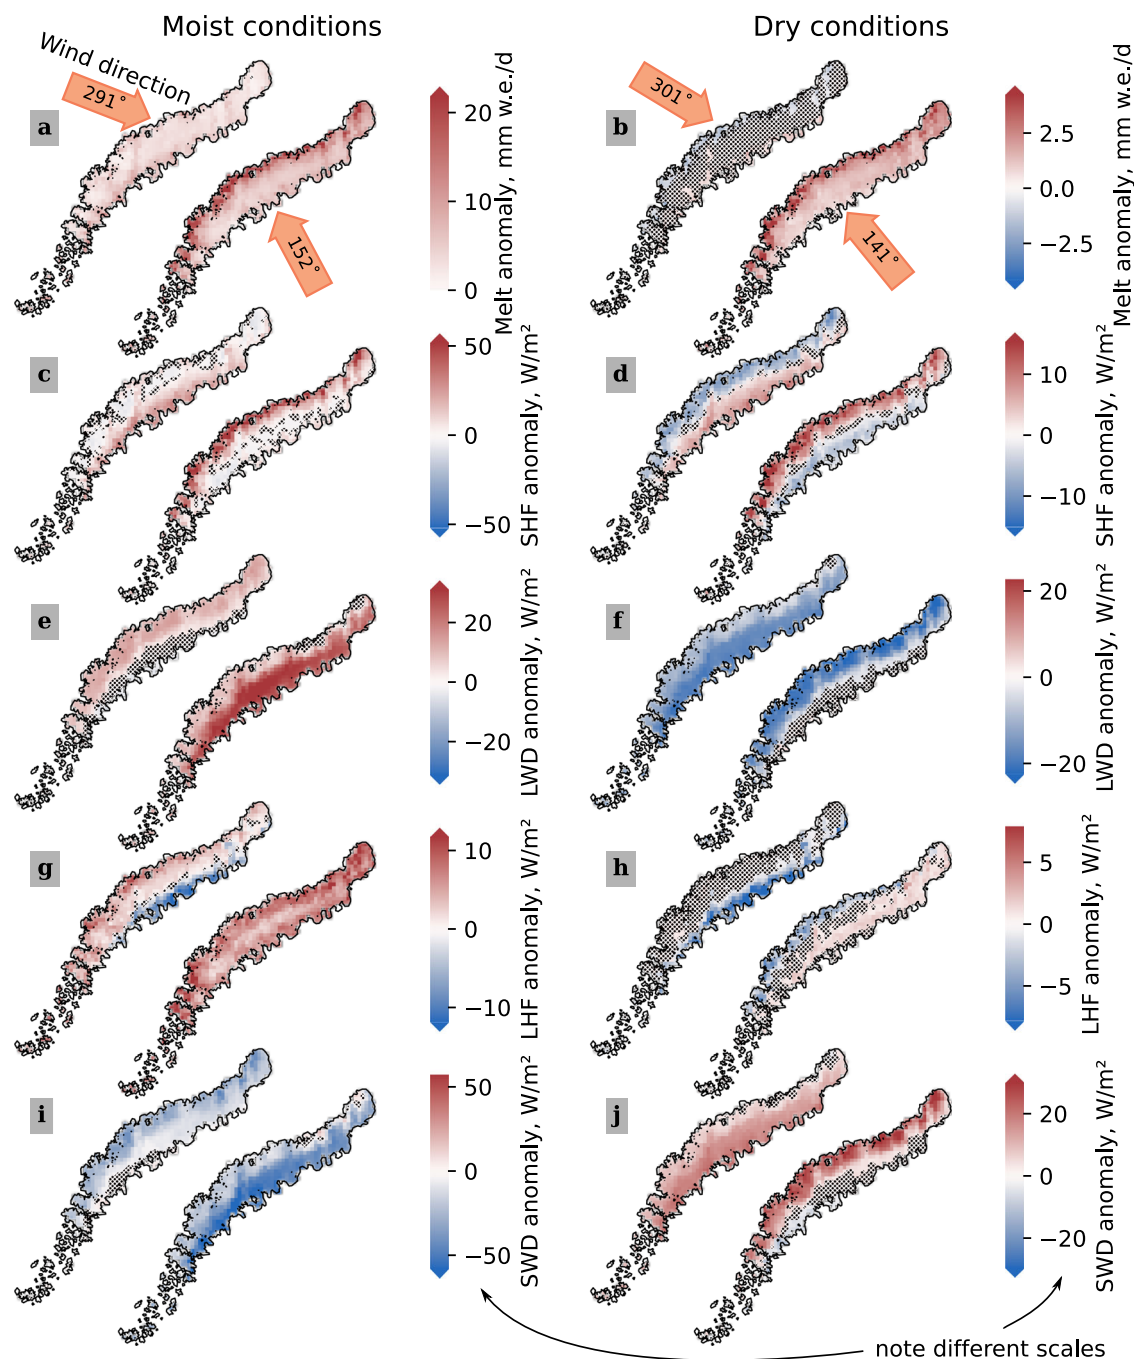 Moist conditions
Dry conditions
Wind direction
291°
152°
a
20
10
0
Melt anomaly, mm w.e./d
301°
141°
b
2.5
0.0
−2.5
Melt anomaly, mm w.e./d
c
50
0
−50
SHF anomaly, W/m²
d
10
0
−10
SHF anomaly, W/m²
e
20
0
−20
LWD anomaly, W/m²
f
20
0
−20
LWD anomaly, W/m²
g
10
0
−10
LHF anomaly, W/m²
h
5
0
−5
LHF anomaly, W/m²
i
50
0
−50
SWD anomaly, W/m²
j
20
0
−20
SWD anomaly, W/m²
note different scales